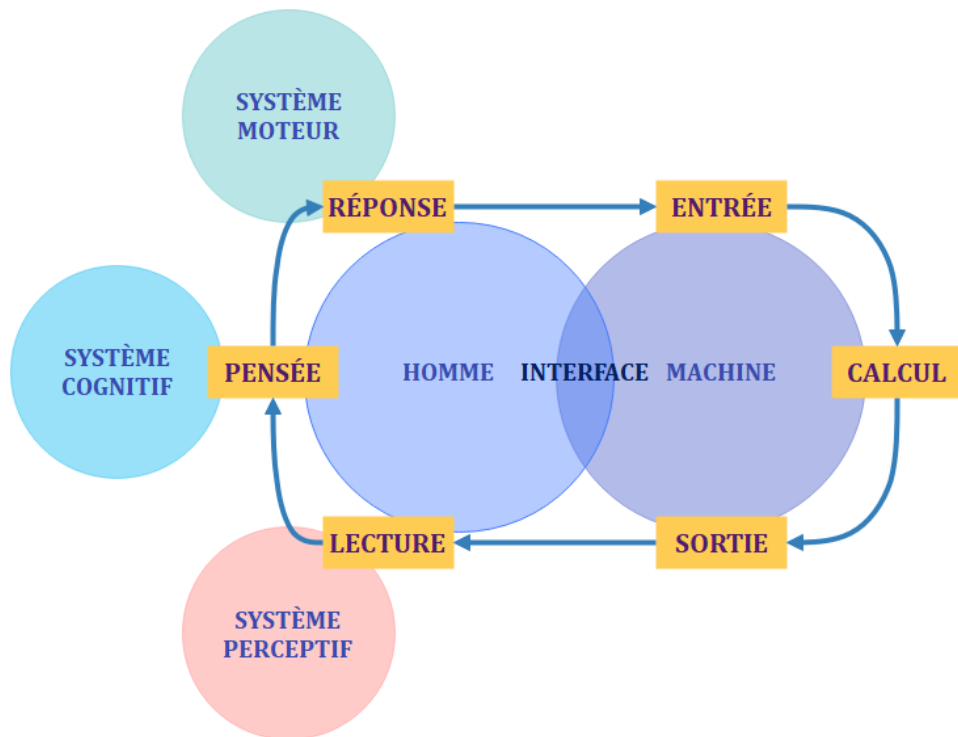 SYSTÈME
MOTEUR
RÉPONSE
ENTRÉE
SYSTÈME
COGNITIF
PENSÉE
HOMME
INTERFACE
MACHINE
CALCUL
LECTURE
SORTIE
SYSTÈME
PERCEPTIF